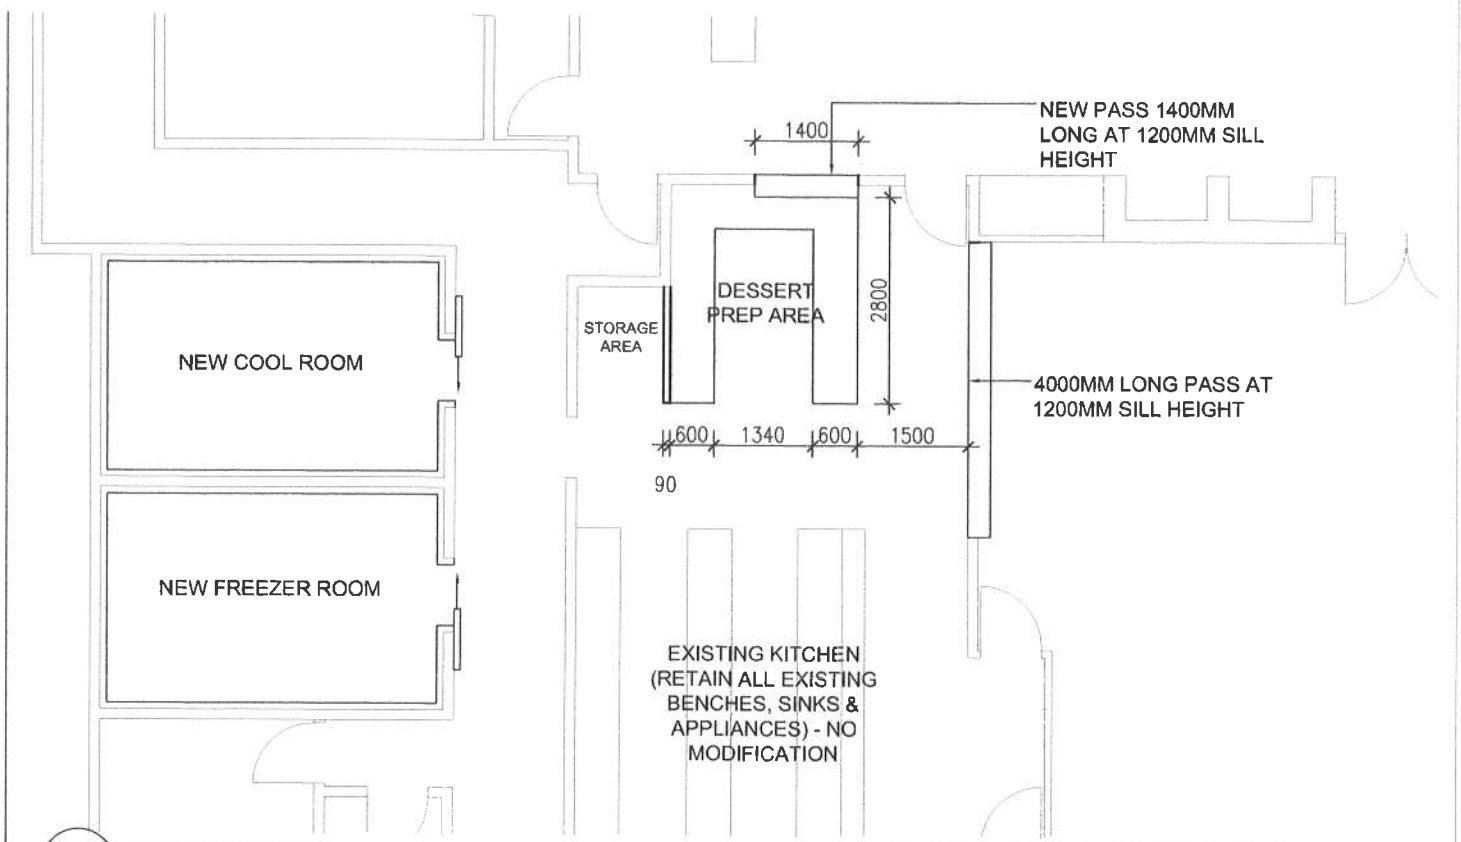 NEW PASS 1400MM
LONG AT 1200MM SILL
HEIGHT
1400
DESSERT
PREP AREA
2800
STORAGE
AREA
NEW COOL ROOM
4000MM LONG PASS AT
1200MM SILL HEIGHT
600
1340
600
1500
90
NEW FREEZER ROOM
EXISTING KITCHEN
(RETAIN ALL EXISTING
BENCHES, SINKS &
APPLIANCES) - NO
MODIFICATION